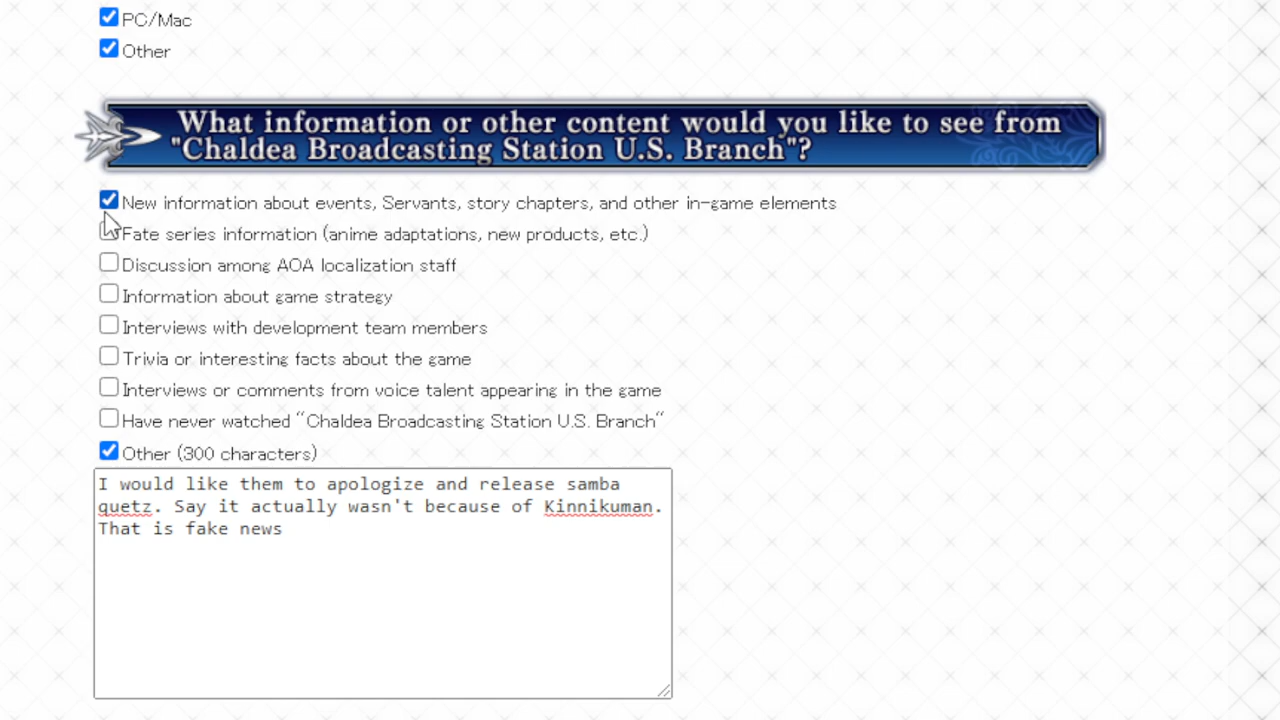 PC/Mac
Other
What information or other content would you like to see from
"Chaldea Broadcasting Station U.S. Branch"?
New information about events, Servants, story chapters, and other in-game elements
Fate series information (anime adaptations, new products, etc.)
Discussion among AOA localization staff
Information about game strategy
Interviews with development team members
Trivia or interesting facts about the game
Interviews or comments from voice talent appearing in the game
Have never watched "Chaldea Broadcasting Station U.S. Branch"
Other (300 characters)
I would like them to apologize and release samba
quetz. Say it actually wasn't because of Kinnikuman.
That is fake news